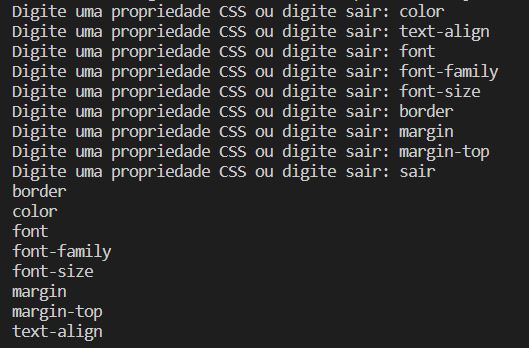 Digite uma propriedade CSS ou digite sair: color
Digite uma propriedade CSS ou digite sair: text-align
Digite uma propriedade CSS ou digite sair: font
Digite uma propriedade CSS ou digite sair: font-family
Digite uma propriedade CSS ou digite sair: font-size
Digite uma propriedade CSS ou digite sair: border
Digite uma propriedade CSS ou digite sair: margin
Digite uma propriedade CSS ou digite sair: margin-top
Digite uma propriedade CSS ou digite sair: sair
border
color
font
font-family
font-size
margin
margin-top
text-align